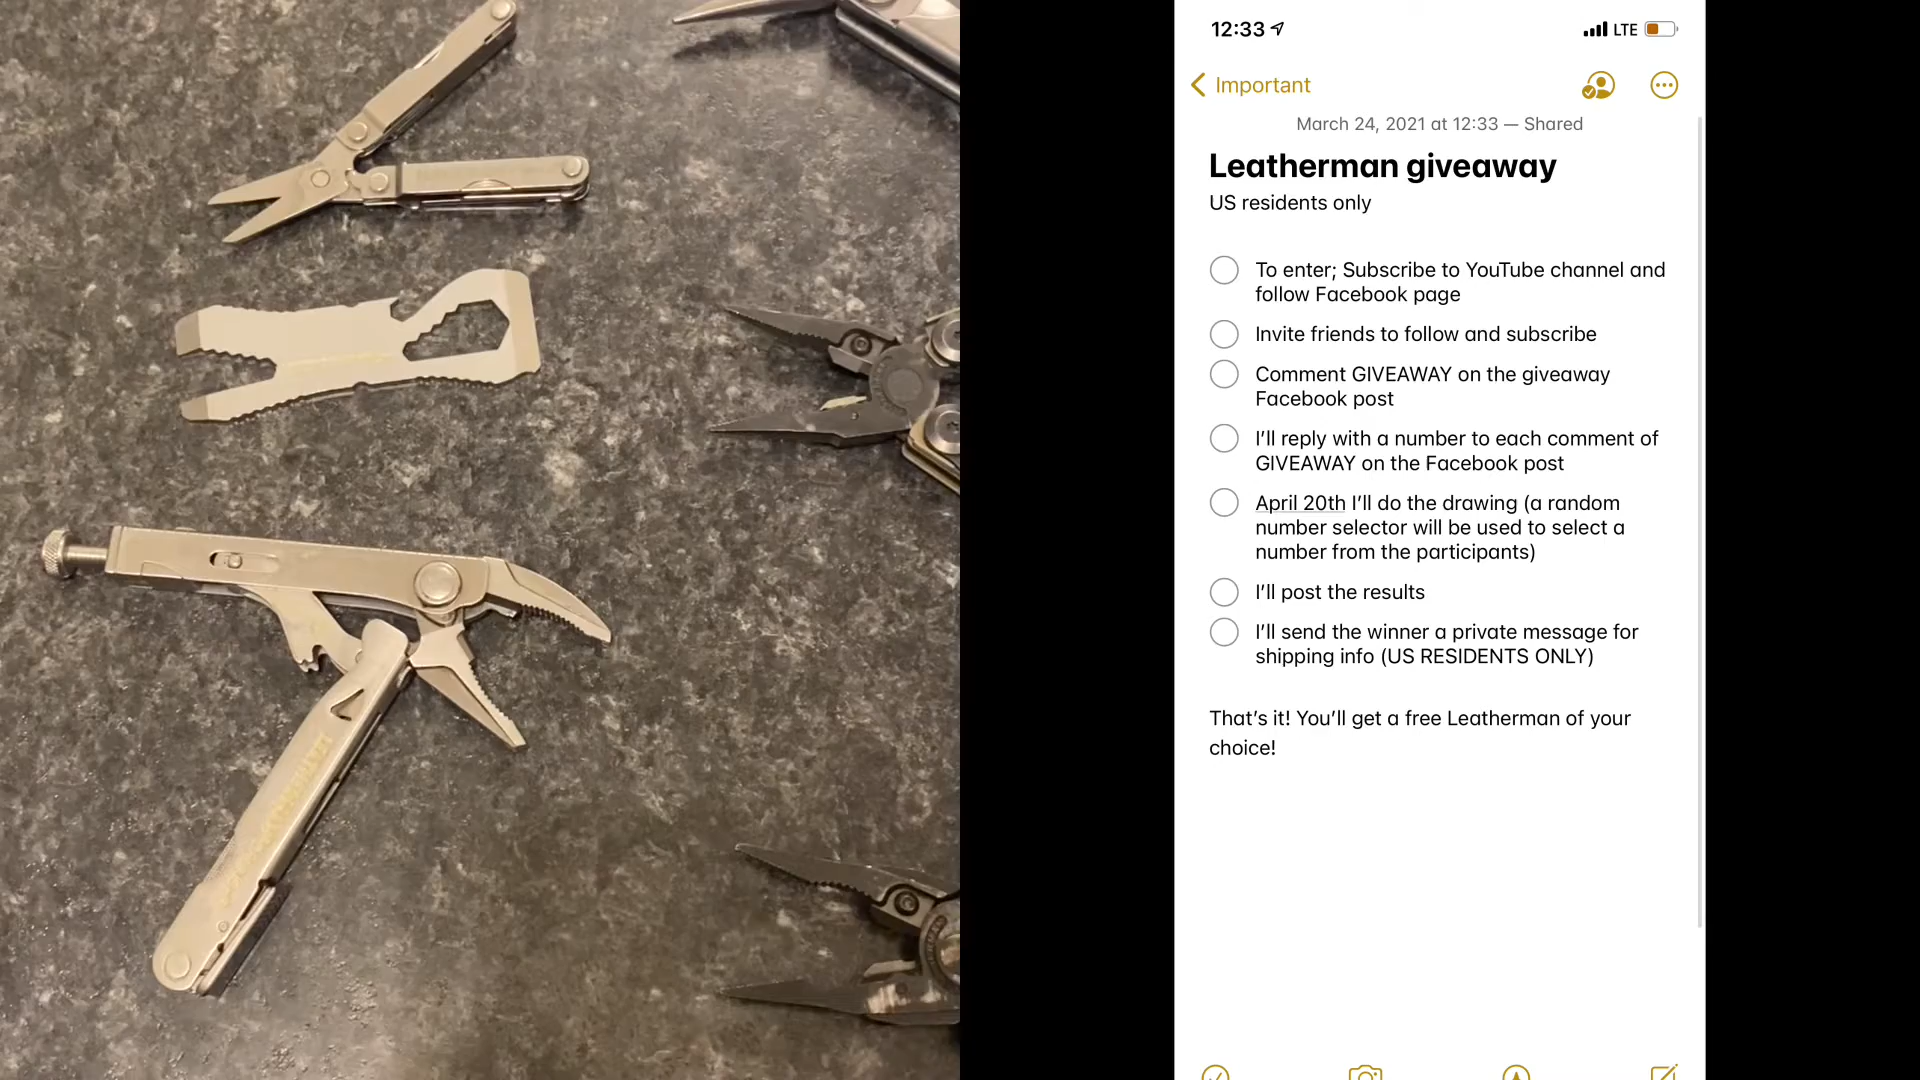 12:33
LTE
Important
March 24, 2021 at 12:33 — Shared
Leatherman giveaway
US residents only
To enter; Subscribe to YouTube channel and
follow Facebook page
Invite friends to follow and subscribe
Comment GIVEAWAY on the giveaway
Facebook post
I’ll reply with a number to each comment of
GIVEAWAY on the Facebook post
April 20th I’ll do the drawing (a random
number selector will be used to select a
number from the participants)
I’ll post the results
I’ll send the winner a private message for
shipping info (US RESIDENTS ONLY)
That’s it! You’ll get a free Leatherman of your
choice!